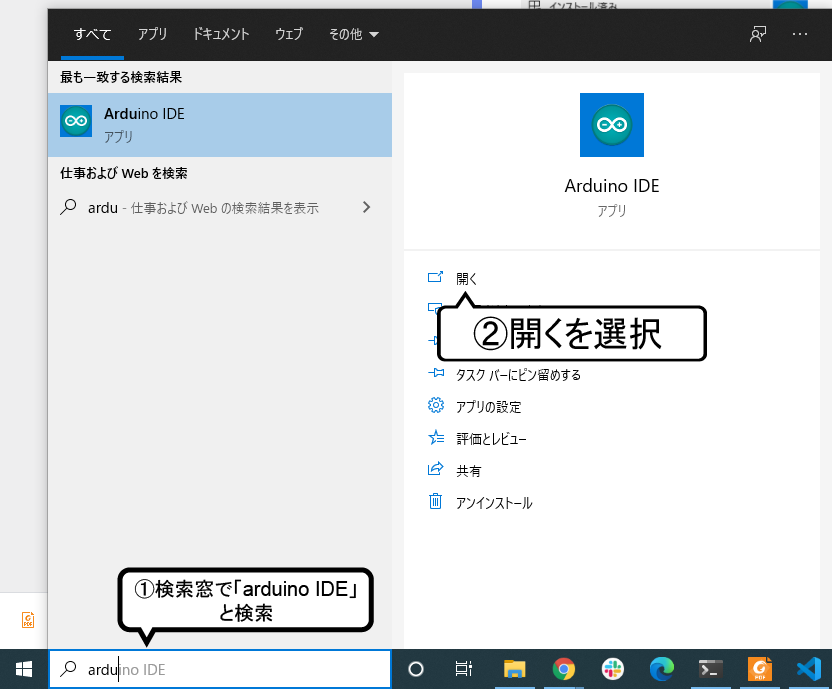 インストール済み
すべて アプリ ドキュメント ウェブ その他
最も一致する検索結果
Arduino IDE
アプリ
仕事および Web を検索
ardu - 仕事および Web の検索結果を表示
Arduino IDE
アプリ
開く
②開くを選択
タスク バーにピン留めする
アプリの設定
評価とレビュー
共有
アンインストール
①検索窓で「arduino IDE」
と検索
arduino IDE